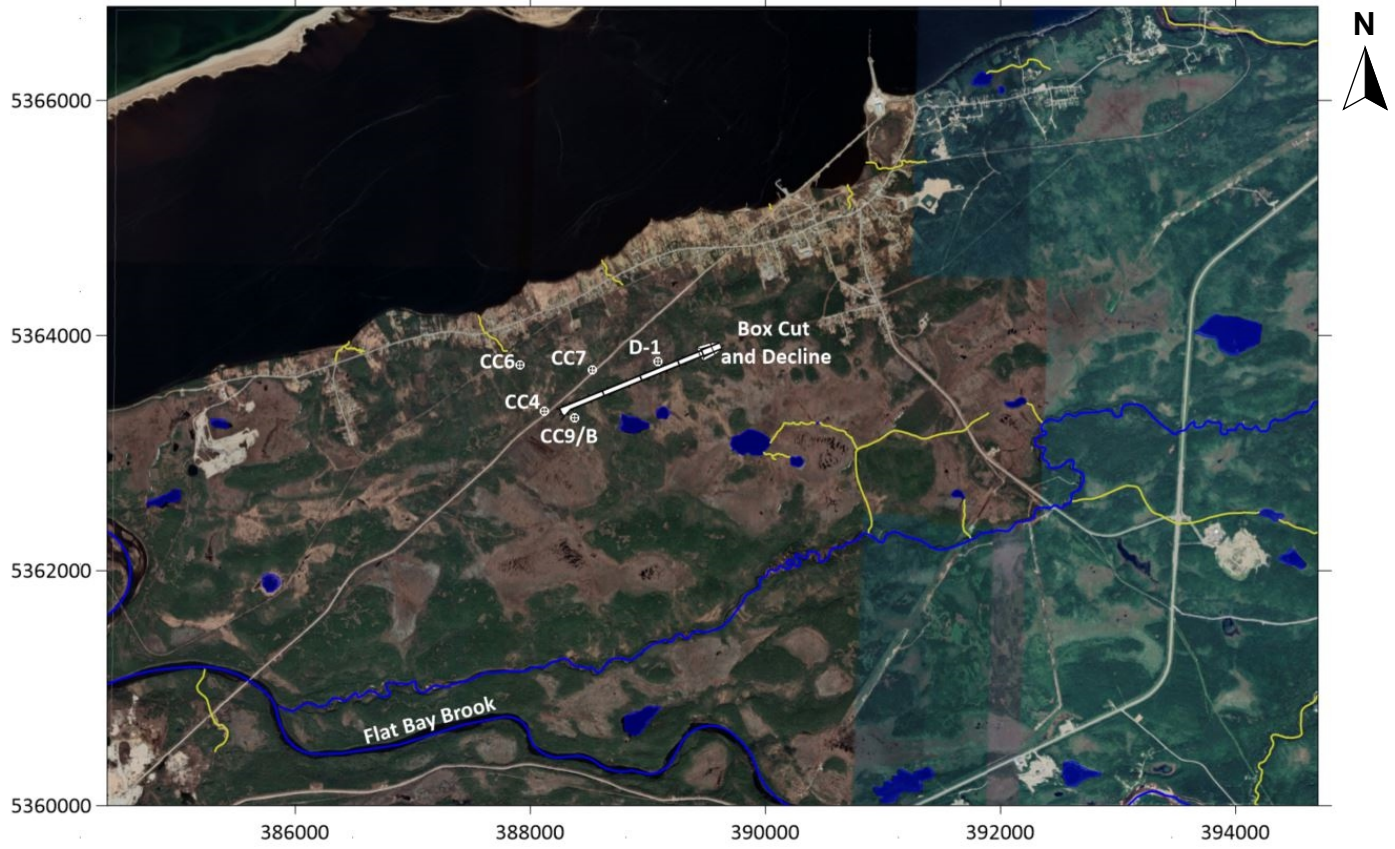 N
5366000
5364000
Box Cut
and Decline
D-1
CC7
CC6
CC4
CC9/B
5362000
Flat Bay Brook
5360000
386000
388000
390000
392000
394000